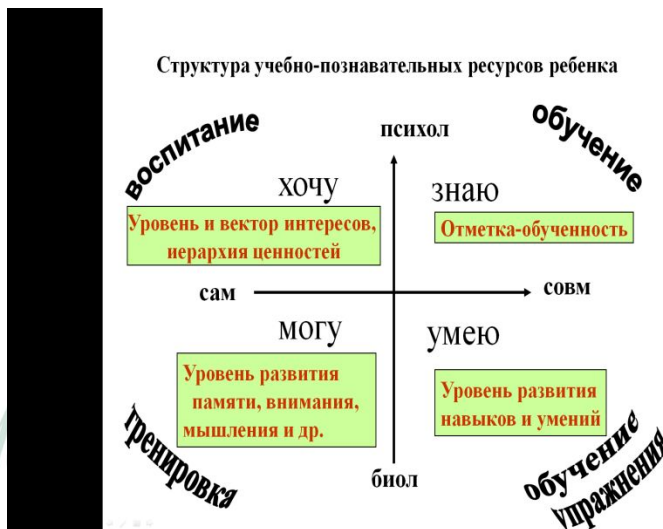 Структура учебно-познавательных ресурсов ребенка
воспитание
психол
обучение
хочу
знаю
Уровень и вектор интересов,
иерархия ценностей
Отметка-обученность
сам
совм
могу
умею
Уровень развития
памяти, внимания,
мышления и др.
Уровень развития
навыков и умений
тренировка
биол
обучение
упражнения